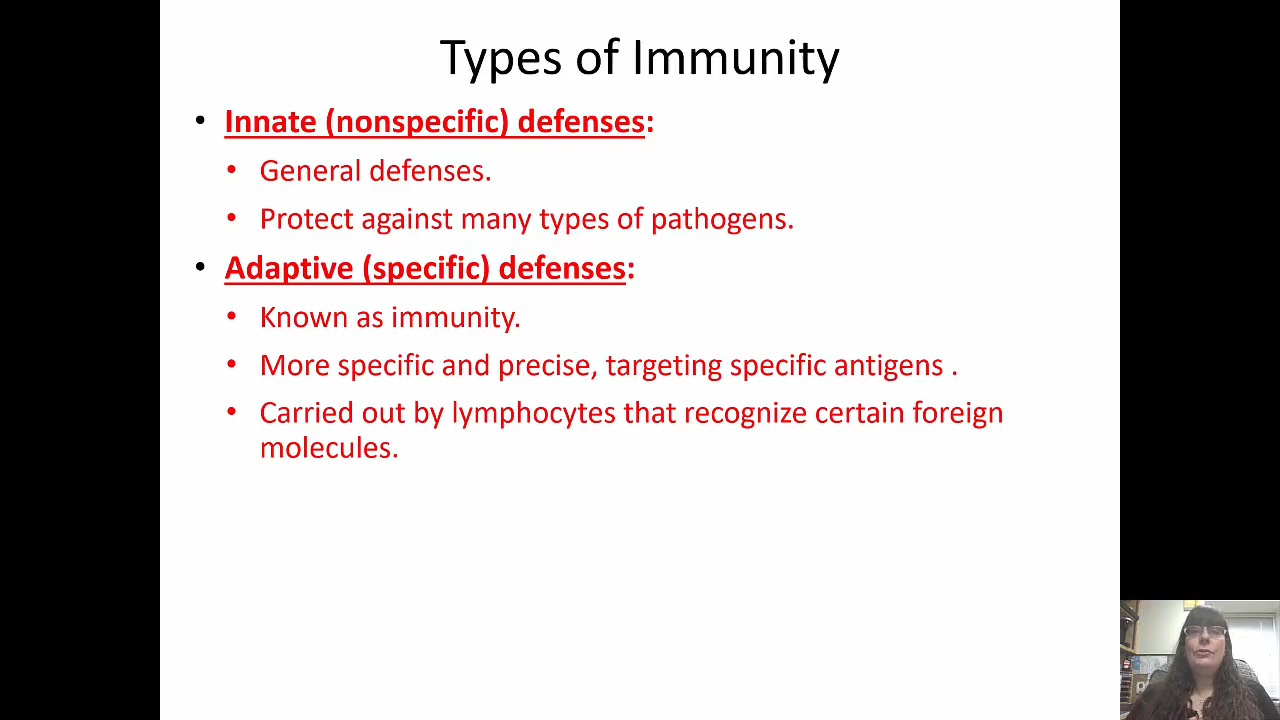 Types of Immunity
• Innate (nonspecific) defenses:
• General defenses.
• Protect against many types of pathogens.
• Adaptive (specific) defenses:
• Known as immunity.
• More specific and precise, targeting specific antigens .
• Carried out by lymphocytes that recognize certain foreign
molecules.